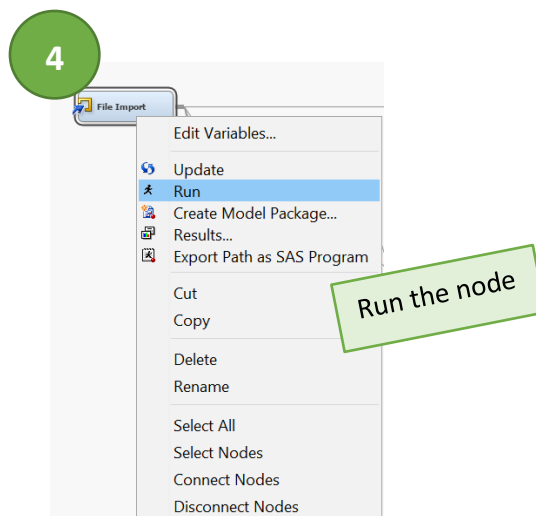 4
File Import
Edit Variables...
Update
Run
Create Model Package...
Results...
Export Path as SAS Program
Cut
Copy
Run the node
Delete
Rename
Select All
Select Nodes
Connect Nodes
Disconnect Nodes